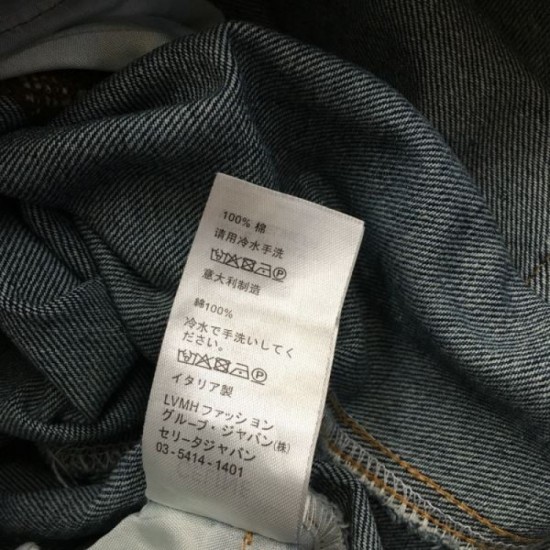 100% 棉
请用冷水手洗
意大利制造
綿100%
冷水で手洗いしてく
ださい。
イタリア製
LVMHファッション
グループ・ジャパン(株)
セリーヌジャパン
03-5414-1401